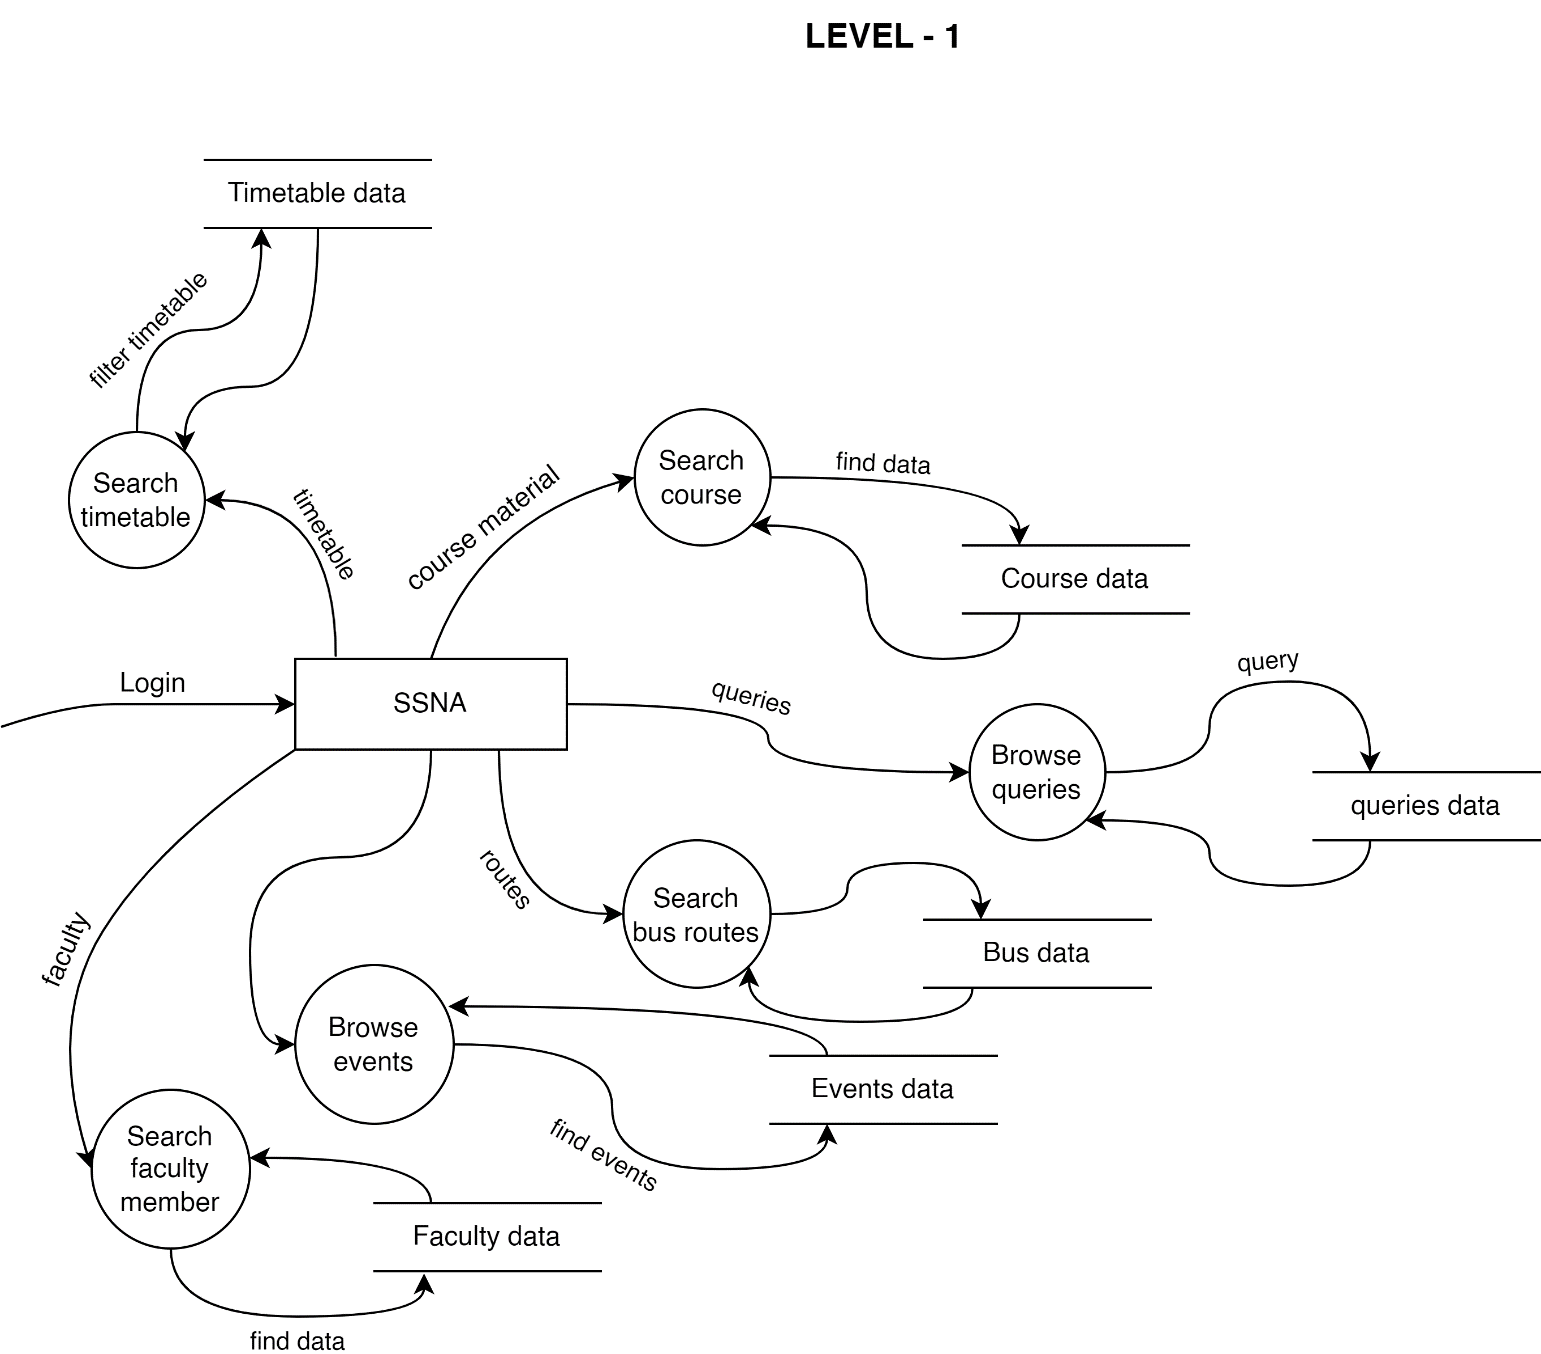 LEVEL - 1
Timetable data
filter timetable
Search
timetable
timetable
course material
Search
course
find data
Course data
Login
SSNA
queries
query
Browse
queries
queries data
routes
Search
bus routes
Bus data
faculty
Browse
events
Events data
find events
Search
faculty
member
Faculty data
find data